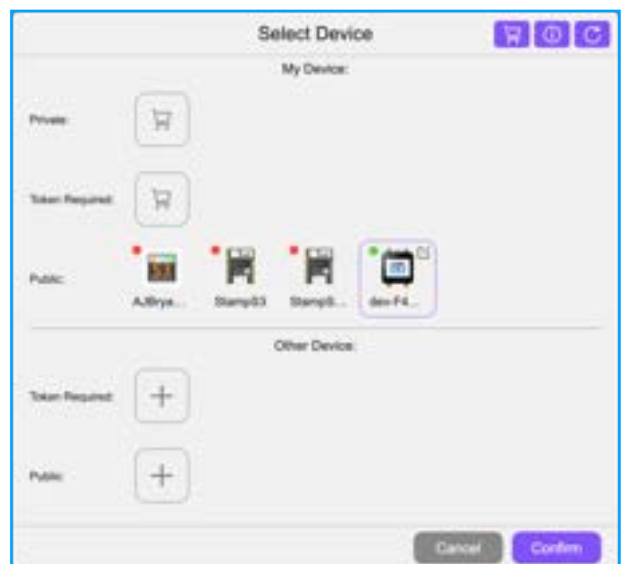 Select Device
My Device:
Private:
Token Required:
Public:
AJBrya... StampS3 StampS... dev-F4...
Other Device:
Token Required:
Public:
Cancel Confirm